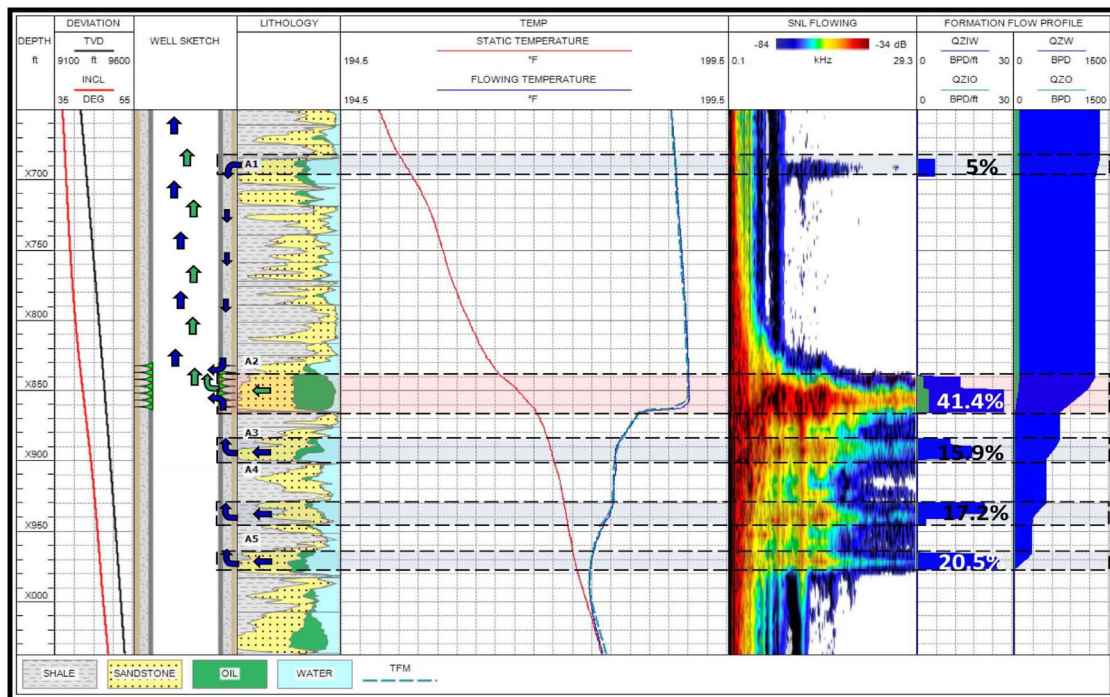 DEVIATION
LITHOLOGY
TEMP
SNL FLOWING
FORMATION FLOW PROFILE
DEPTH
TVD
WELL SKETCH
STATIC TEMPERATURE
-84 -34 dB
QZIW
QZW
ft
9100 ft 9600
194.5 °F 199.5
0.1 kHz 29.3
0 BPD/ft 30
0 BPD 1500
INCL
FLOWING TEMPERATURE
QZIO
QZO
35 DEG 55
194.5 °F 199.5
0 BPD/ft 30
0 BPD 1500
A1
5%
X700
X750
X800
A2
X850
41.4%
A3
X900
15.9%
A4
17.2%
X950
A5
20.5%
X000
SHALE
SANDSTONE
OIL
WATER
TFM